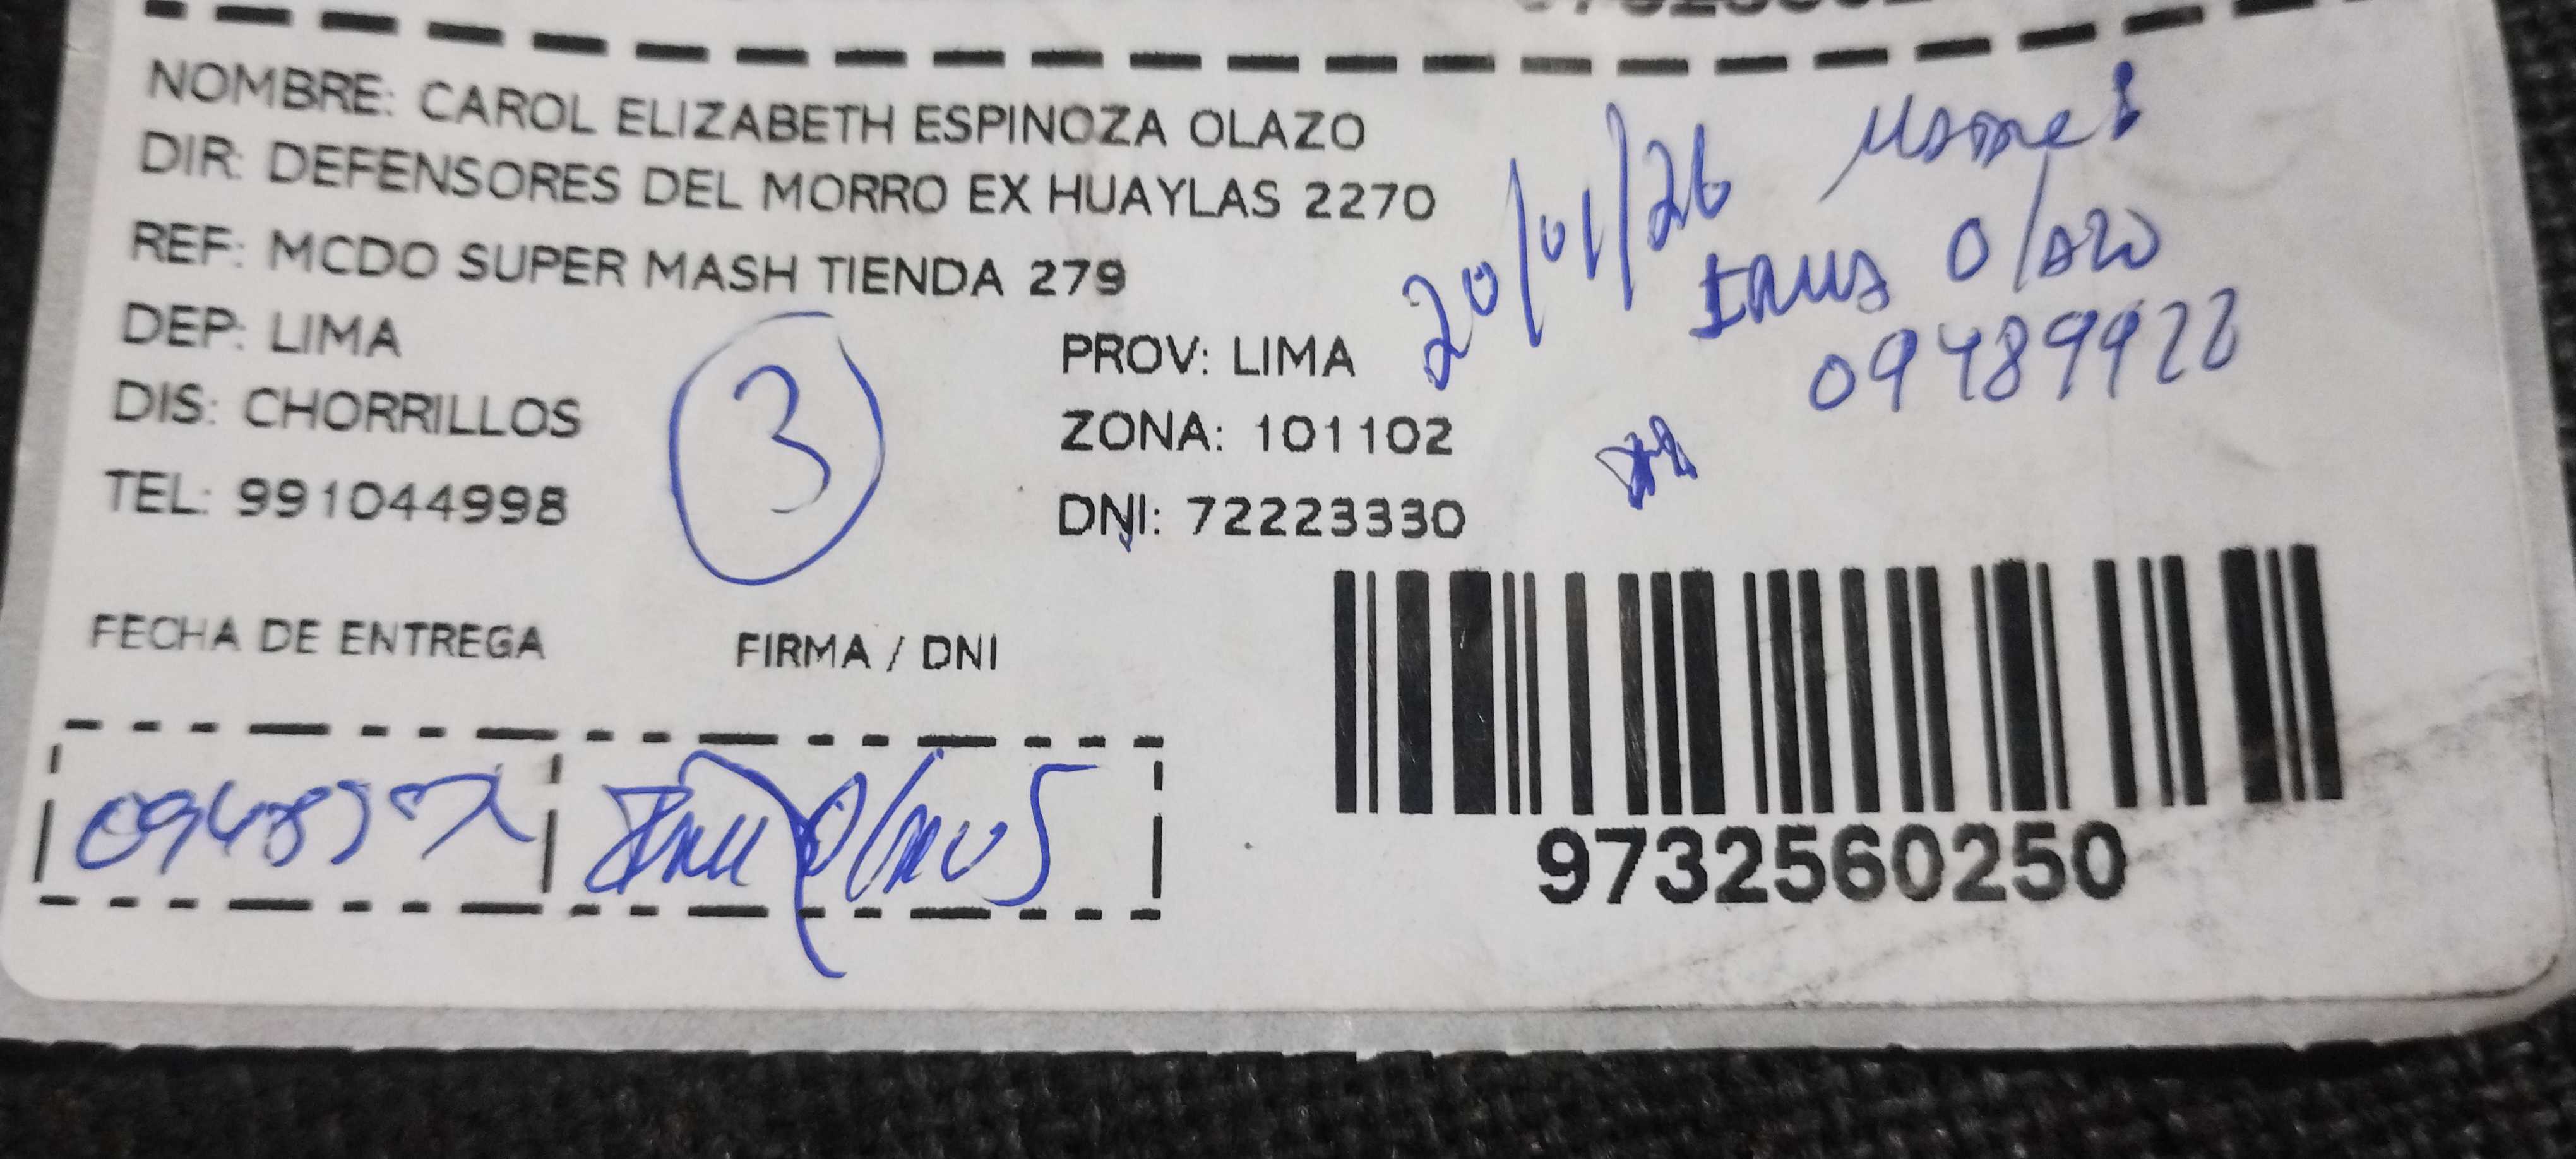 NOMBRE: CAROL ELIZABETH ESPINOZA OLAZO
DIR: DEFENSORES DEL MORRO EX HUAYLAS 2270
REF: MCDO SUPER MASH TIENDA 279
DEP: LIMA
PROV: LIMA
DIS: CHORRILLOS
ZONA: 101102
TEL: 991044998
DNI: 72223330
3
20/01/26
Olazo
FECHA DE ENTREGA
FIRMA / DNI
9732560250